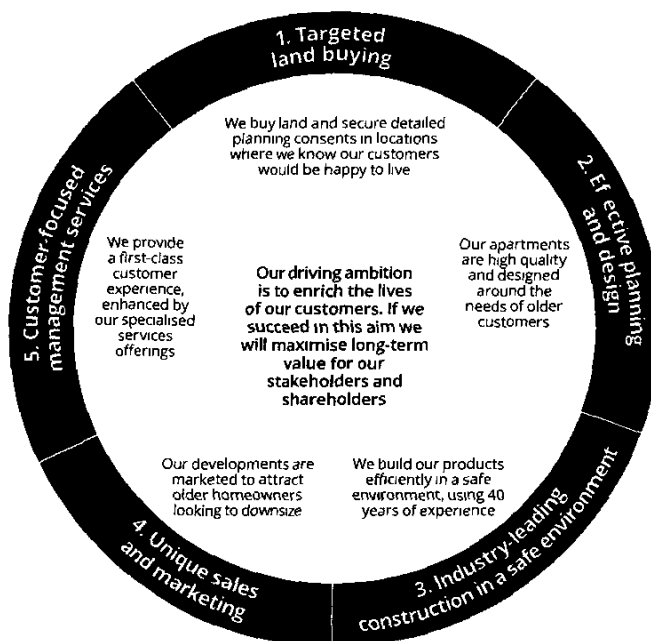 1. Targeted
land buying
We buy land and secure detailed
planning consents in locations
where we know our customers
would be happy to live
2. Ef ective planning
and design
Our apartments
are high quality
and designed
around the
needs of older
customers
3. Industry-leading
construction in a safe environment
We build our products
efficiently in a safe
environment, using 40
years of experience
4. Unique sales
and marketing
Our developments are
marketed to attract
older homeowners
looking to downsize
5. Customer-focused
management services
We provide
a first-class
customer
experience,
enhanced by
our specialised
services
offerings
Our driving ambition
is to enrich the lives
of our customers. If we
succeed in this aim we
will maximise long-term
value for our
stakeholders and
shareholders